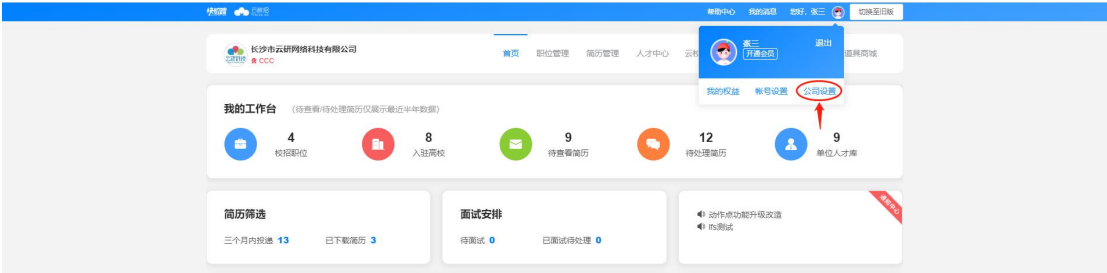 帮助中心 我的消息 您好, 张三 切换至旧版
长沙市云研网络科技有限公司
CCC
首页 职位管理 简历管理 人才中心
具商城
张三 退出
开通会员
我的权益 帐号设置 公司设置
我的工作台 (待查看/待处理简历仅展示最近半年数据)
4 8 9 12 9
校招职位 入驻高校 待查看简历 待处理简历 单位人才库
简历筛选
三个月内投递 13 已下载简历 3
面试安排
待面试 0 已面试待处理 0
动作点功能升级改造